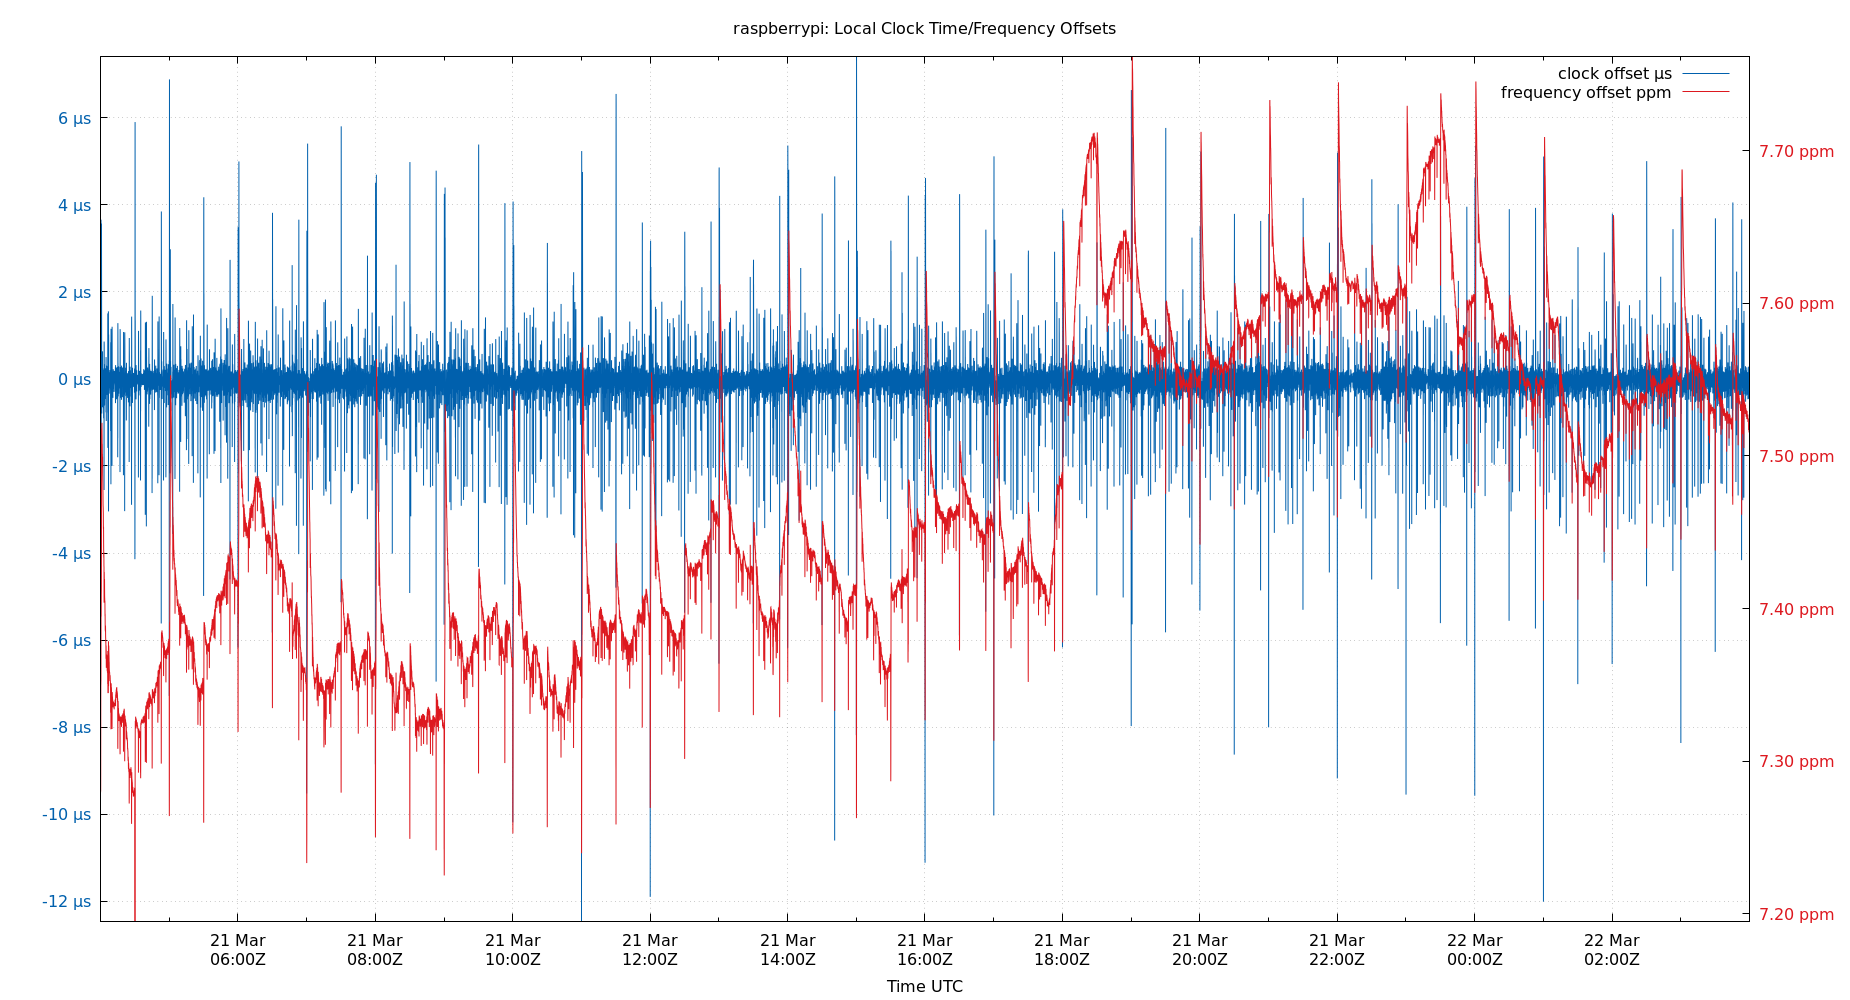 raspberrypi: Local Clock Time/Frequency Offsets
clock offset µs
frequency offset ppm
6 µs
4 µs
2 µs
0 µs
-2 µs
-4 µs
-6 µs
-8 µs
-10 µs
-12 µs
7.70 ppm
7.60 ppm
7.50 ppm
7.40 ppm
7.30 ppm
7.20 ppm
21 Mar
06:00Z
21 Mar
08:00Z
21 Mar
10:00Z
21 Mar
12:00Z
21 Mar
14:00Z
21 Mar
16:00Z
21 Mar
18:00Z
21 Mar
20:00Z
21 Mar
22:00Z
22 Mar
00:00Z
22 Mar
02:00Z
Time UTC